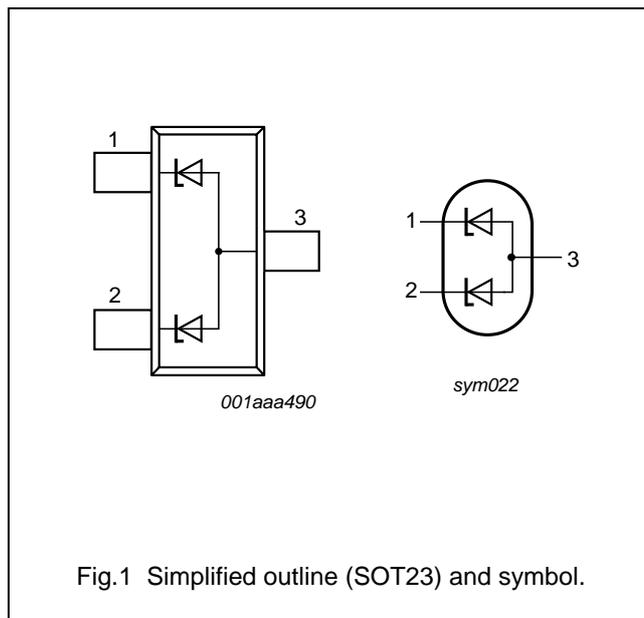 1
3
2
001aaa490
1
2
3
sym022
Fig.1 Simplified outline (SOT23) and symbol.